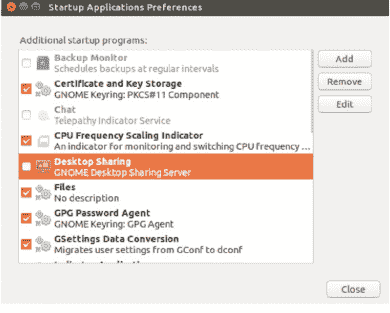 Startup Applications Preferences
Additional startup programs:
Backup Monitor
Schedules backups at regular intervals
Certificate and Key Storage
GNOME Keyring: PKCS#11 Component
Chat
Telepathy Indicator Service
CPU Frequency Scaling Indicator
An indicator for monitoring and switching CPU frequency ...
Desktop Sharing
GNOME Desktop Sharing Server
Files
No description
GPG Password Agent
GNOME Keyring: GPG Agent
GSettings Data Conversion
Migrates user settings from GConf to dconf
Add
Remove
Edit
Close